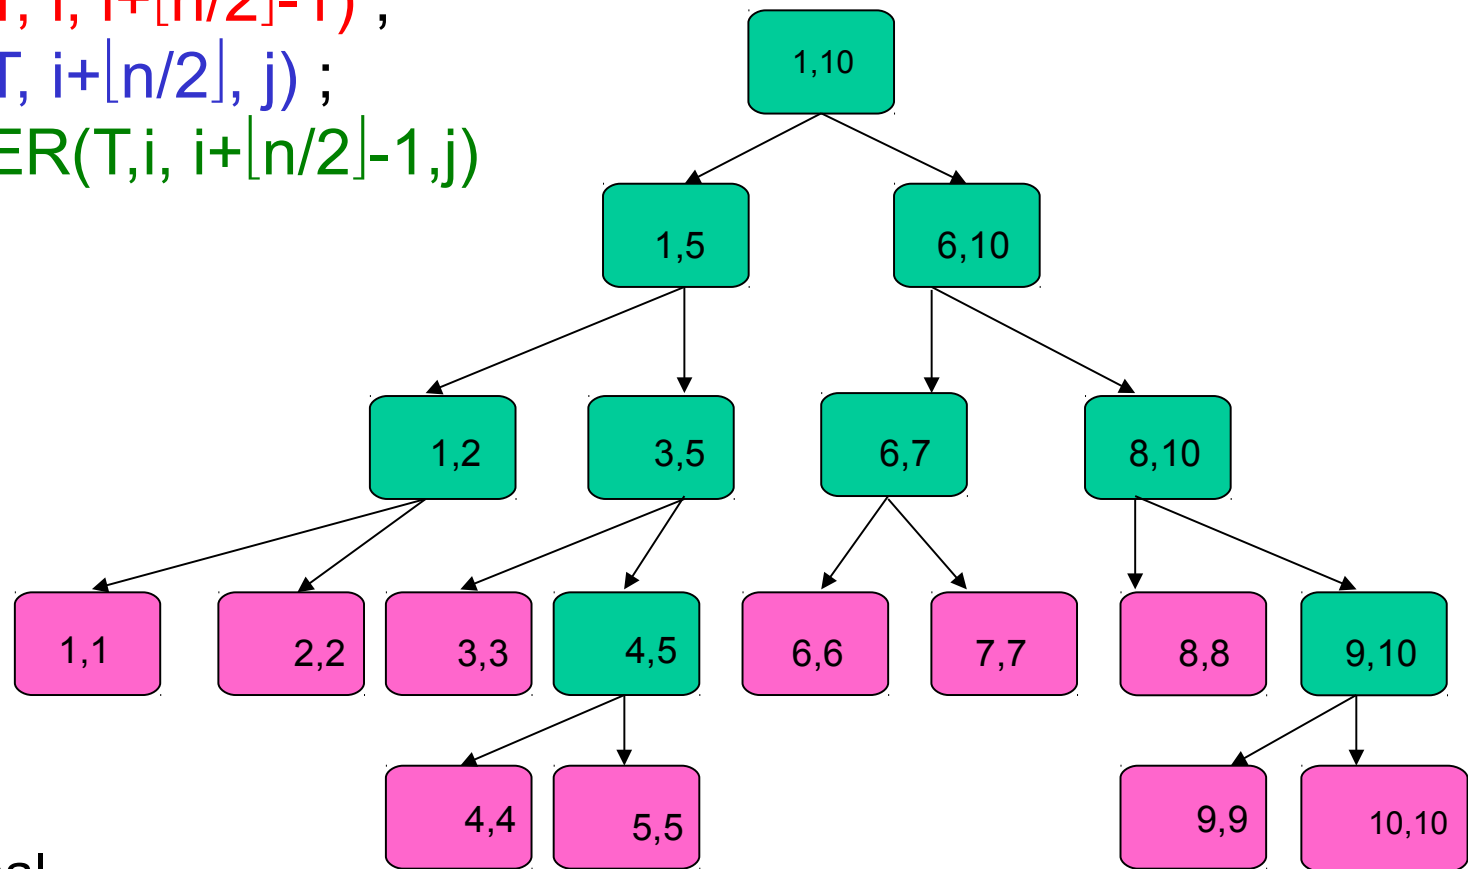 T, i, i+⌊n/2⌋-1) ;
T, i+⌊n/2⌋, j) ;
ER(T,i, i+⌊n/2⌋-1,j)
1,10
1,5 6,10
1,2 3,5 6,7 8,10
1,1 2,2 3,3 4,5 6,6 7,7 8,8 9,10
4,4 5,5 9,9 10,10